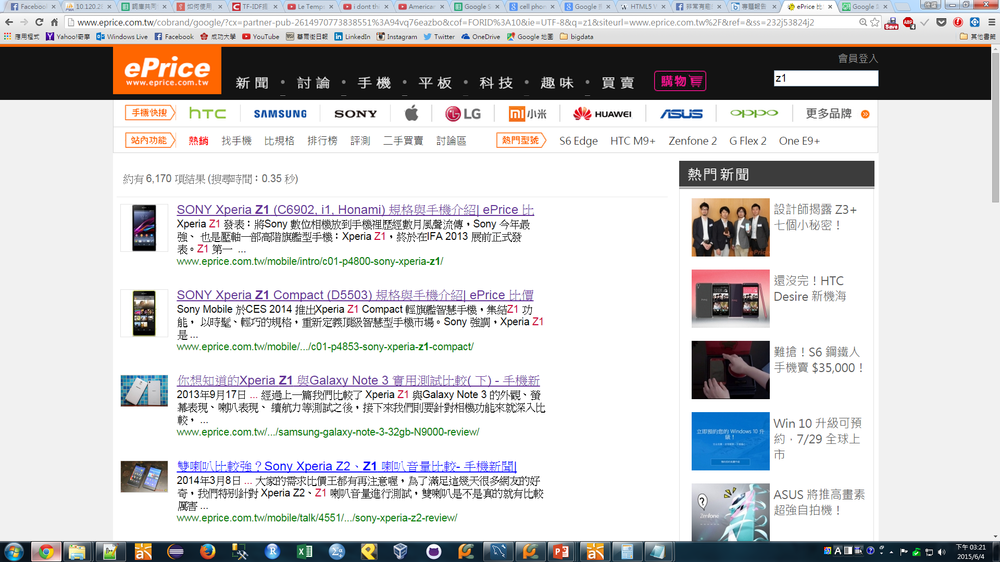 Facebook
10.120.28
詞庫共同
如何使用
TF-IDF提
Le Temps
i dont thi
American
Google S
cell phon
Google 搜
HTML5 W
非常有趣
專題報告
ePrice 比
Google
佳耀
www.eprice.com.tw/cobrand/google/?cx=partner-pub-2614970773838551%3A94vq76eazbo&cof=FORID%3A10&ie=UTF-8&q=z1&siteurl=www.eprice.com.tw%2F&ref=&ss=232j53824j2
應用程式 Yahoo!奇摩 Windows Live Facebook 成功大學 YouTube 華爾街日報 LinkedIn Instagram Twitter OneDrive Google 地圖 bigdata 其他書籤
ePrice
www.eprice.com.tw
新聞 • 討論 • 手機 • 平板 • 科技 • 趣味 • 買賣 購物
會員登入
z1
手機快搜 hTC SAMSUNG SONY LG 小米 HUAWEI ASUS oppo 更多品牌
站內功能 熱銷 找手機 比規格 排行榜 評測 二手買賣 討論區 熱門型號 S6 Edge HTC M9+ Zenfone 2 G Flex 2 One E9+
約有 6,170 項結果 (搜尋時間：0.35 秒)
SONY Xperia Z1 (C6902, i1, Honami) 規格與手機介紹| ePrice 比
Xperia Z1 發表：將Sony 數位相機放到手機裡歷經數月風聲流傳，Sony 今年最
強、 也是壓軸一部高階旗艦型手機：Xperia Z1，終於在IFA 2013 展前正式發
表。Z1 第一 ...
www.eprice.com.tw/mobile/intro/c01-p4800-sony-xperia-z1/
SONY Xperia Z1 Compact (D5503) 規格與手機介紹| ePrice 比價
Sony Mobile 於CES 2014 推出Xperia Z1 Compact 輕旗艦智慧手機，集結Z1 功
能， 以時髦、輕巧的規格，重新定義頂級智慧型手機市場。Sony 強調，Xperia Z1
是 ...
www.eprice.com.tw/mobile/.../c01-p4853-sony-xperia-z1-compact/
你想知道的Xperia Z1 與Galaxy Note 3 實用測試比較( 下) - 手機新
2013年9月17日 ... 經過上一篇我們比較了 Xperia Z1 與Galaxy Note 3 的外觀、螢
幕表現、喇叭表現、 續航力等測試之後，接下來我們則要針對相機功能來就深入比
較， ...
www.eprice.com.tw/.../samsung-galaxy-note-3-32gb-N9000-review/
雙喇叭比較強？Sony Xperia Z2、Z1 喇叭音量比較- 手機新聞|
2014年3月8日 ... 大家的需求比價王都有再注意喔，為了滿足這幾天很多網友的好
奇，我們特別針對 Xperia Z2、Z1 喇叭音量進行測試，雙喇叭是不是真的就有比較
厲害 ...
www.eprice.com.tw/mobile/talk/4551/.../sony-xperia-z2-review/
熱門新聞
設計師揭露 Z3+
七個小秘密！
還沒完！HTC
Desire 新機海
難搶！S6 鋼鐵人
手機賣 $35,000！
立即預約您的 Windows 10 升
級！
Win 10 升級可預
約，7/29 全球上
市
Zenfone
ASUS 將推高畫素
超強自拍機！
下午 03:21
2015/6/4